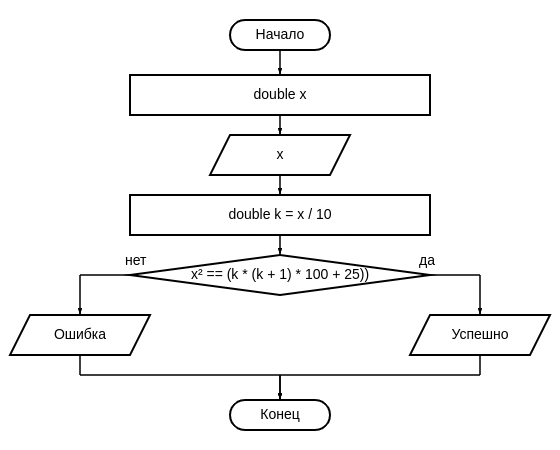 Начало
double x
x
double k = x / 10
нет
да
x² == (k * (k + 1) * 100 + 25))
Ошибка
Успешно
Конец